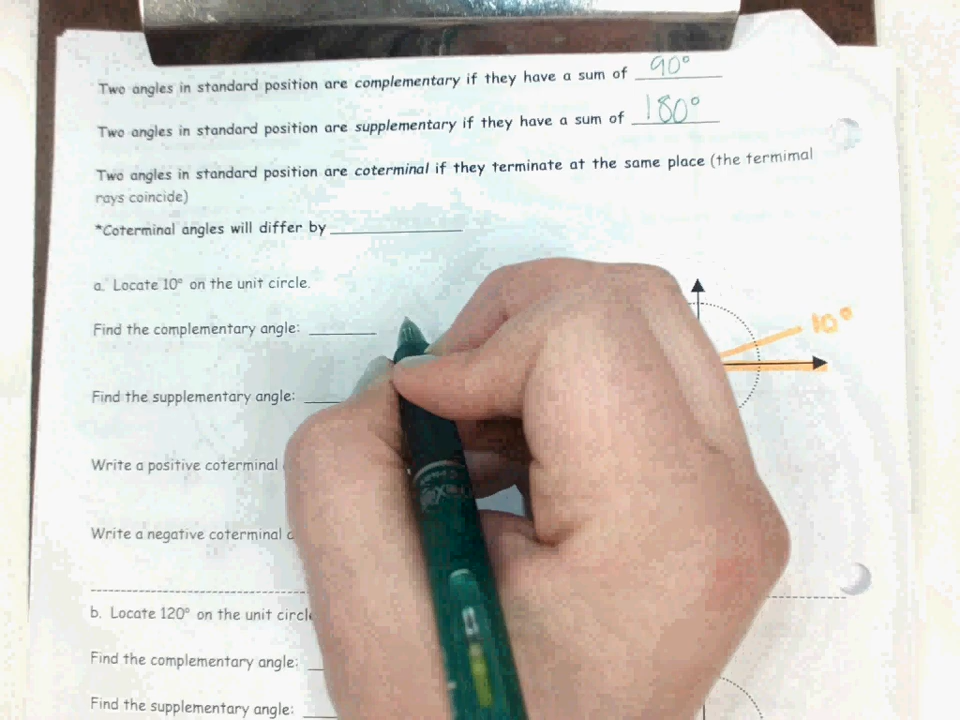 Two angles in standard position are complementary if they have a sum of 90°
Two angles in standard position are supplementary if they have a sum of 180°
Two angles in standard position are coterminal if they terminate at the same place (the termimal
rays coincide)
*Coterminal angles will differ by
a. Locate 10° on the unit circle.
10°
Find the complementary angle:
Find the supplementary angle:
Write a positive coterminal
Write a negative coterminal
b. Locate 120° on the unit
Find the complementary angle:
Find the supplementary angle: